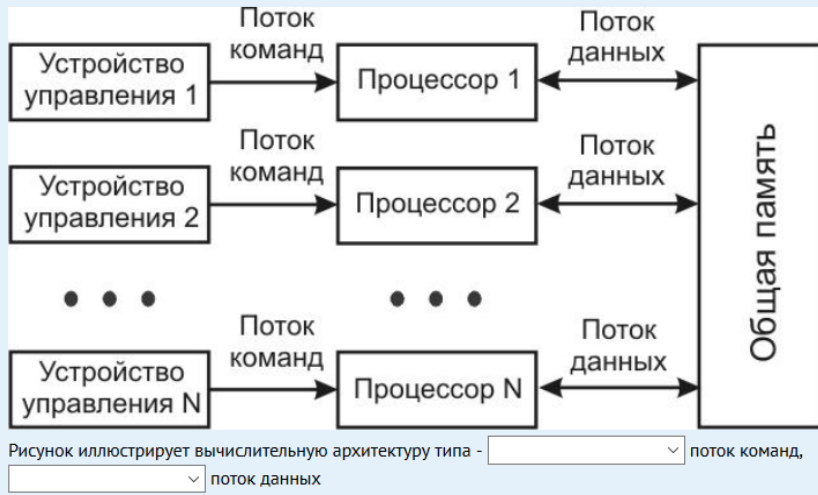 Поток
команд
Поток
данных
Устройство
управления 1
Процессор 1
Поток
команд
Поток
данных
Устройство
управления 2
Процессор 2
Общая память
Поток
команд
Поток
данных
Устройство
управления N
Процессор N
Рисунок иллюстрирует вычислительную архитектуру типа - поток команд,
поток данных